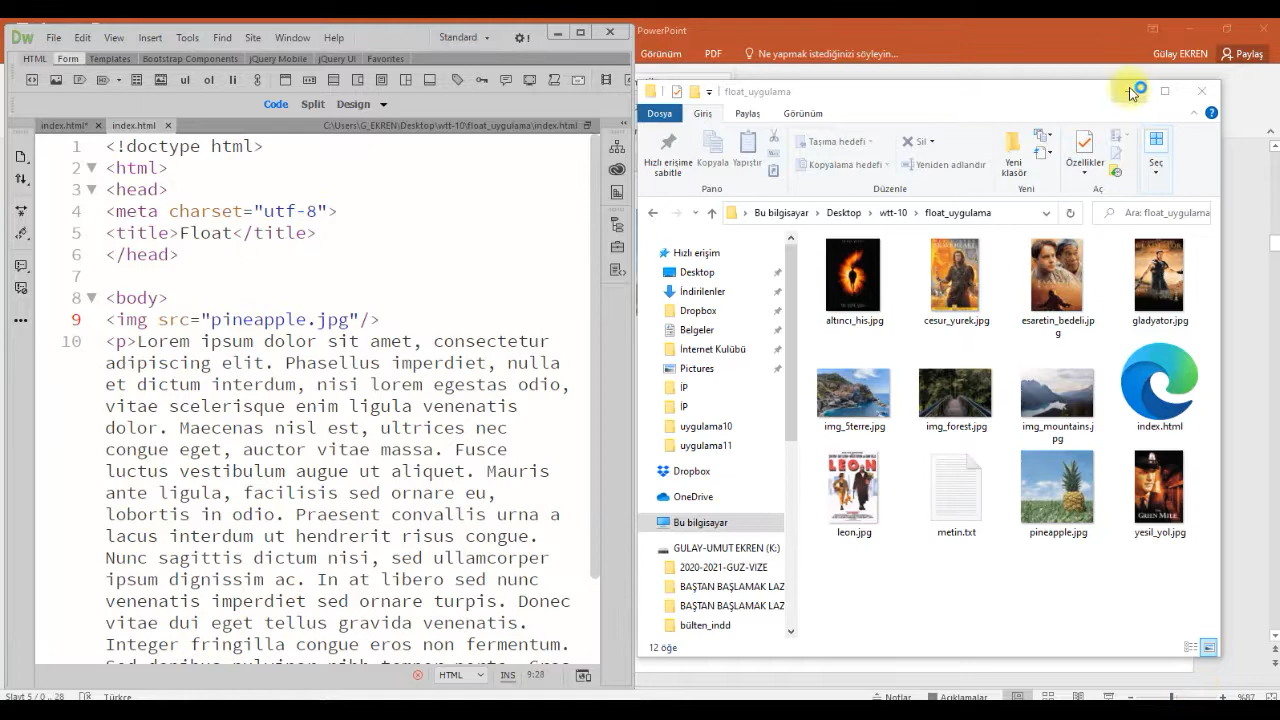 PowerPoint
Dw File Edit View Insert Tools Find Site Window Help Standard
Görünüm PDF Ne yapmak istediğinizi söyleyin... Gülay EKREN Paylaş
HTML Form Templates Bootstrap Components jQuery Mobile jQuery UI Favorites
ul ol li
Code Split Design
index.html* × index.html × C:\Users\G_EKREN\Desktop\wtt-10\float_uygulama\index.html
1 <!doctype html>
2 <html>
3 <head>
4 <meta charset="utf-8">
5 <title>Float</title>
6 </head>
7
8 <body>
9 <img src="pineapple.jpg"/>
10 <p>Lorem ipsum dolor sit amet, consectetur
adipiscing elit. Phasellus imperdiet, nulla
et dictum interdum, nisi lorem egestas odio,
vitae scelerisque enim ligula venenatis
dolor. Maecenas nisl est, ultrices nec
congue eget, auctor vitae massa. Fusce
luctus vestibulum augue ut aliquet. Mauris
ante ligula, facilisis sed ornare eu,
lobortis in odio. Praesent convallis urna a
lacus interdum ut hendrerit risus congue.
Nunc sagittis dictum nisi, sed ullamcorper
ipsum dignissim ac. In at libero sed nunc
venenatis imperdiet sed ornare turpis. Donec
vitae dui eget tellus gravida venenatis.
Integer fringilla congue eros non fermentum.
HTML INS 9:28
float_uygulama
Dosya Giriş Paylaş Görünüm
Hızlı erişime
sabitle
Kopyala
Yapıştır
Pano
Taşıma hedefi
Kopyalama hedefi
Sil
Yeniden adlandır
Düzenle
Yeni
klasör
Yeni
Özellikler
Aç
Seç
Bu bilgisayar Desktop wtt-10 float_uygulama
Ara: float_uygulama
Hızlı erişim
Desktop
İndirilenler
Dropbox
Belgeler
İnternet Kulübü
Pictures
İP
İP
uygulama10
uygulama11
Dropbox
OneDrive
Bu bilgisayar
GULAY-UMUT EKREN (K:)
2020-2021-GUZ-VIZE
BAŞTAN BAŞLAMAK LAZ
BAŞTAN BAŞLAMAK LAZ
bülten_indd
altıncı_his.jpg
cesur_yurek.jpg
esaretin_bedeli.jp
g
gladyator.jpg
img_5terre.jpg
img_forest.jpg
img_mountains.j
pg
index.html
LEON
leon.jpg
metin.txt
pineapple.jpg
yesil_yol.jpg
12 öğe
Slayt 5 / 0.. 28 Türkçe
Notlar Açıklamalar %87